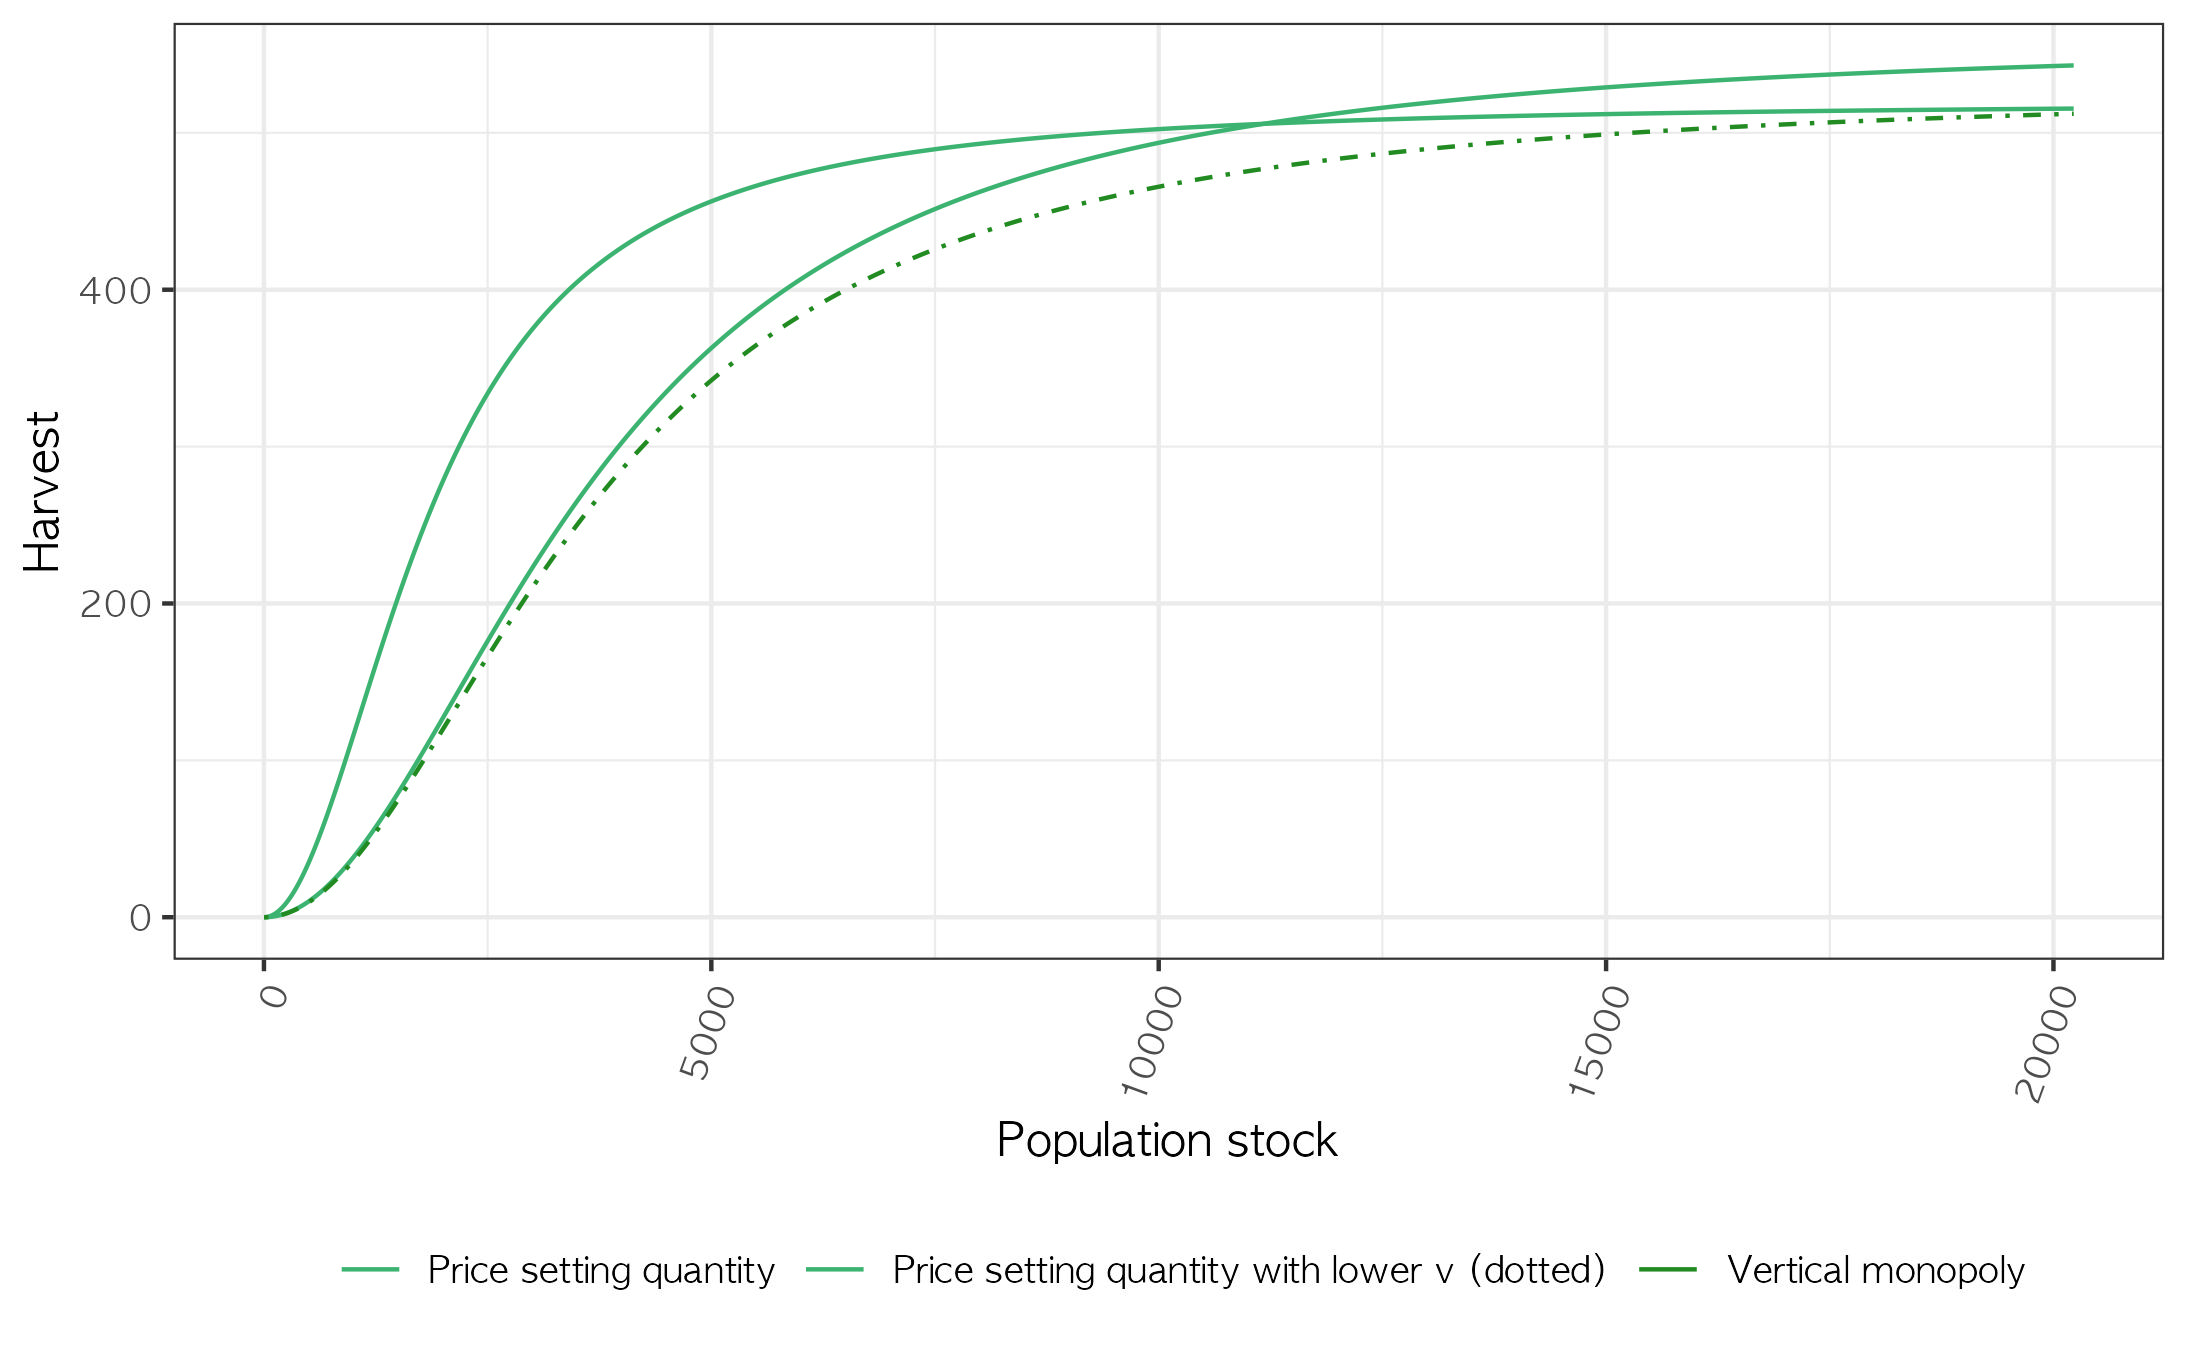 Harvest
400
200
0
0
5000
10000
15000
20000
Population stock
Price setting quantity
Price setting quantity with lower v (dotted)
Vertical monopoly